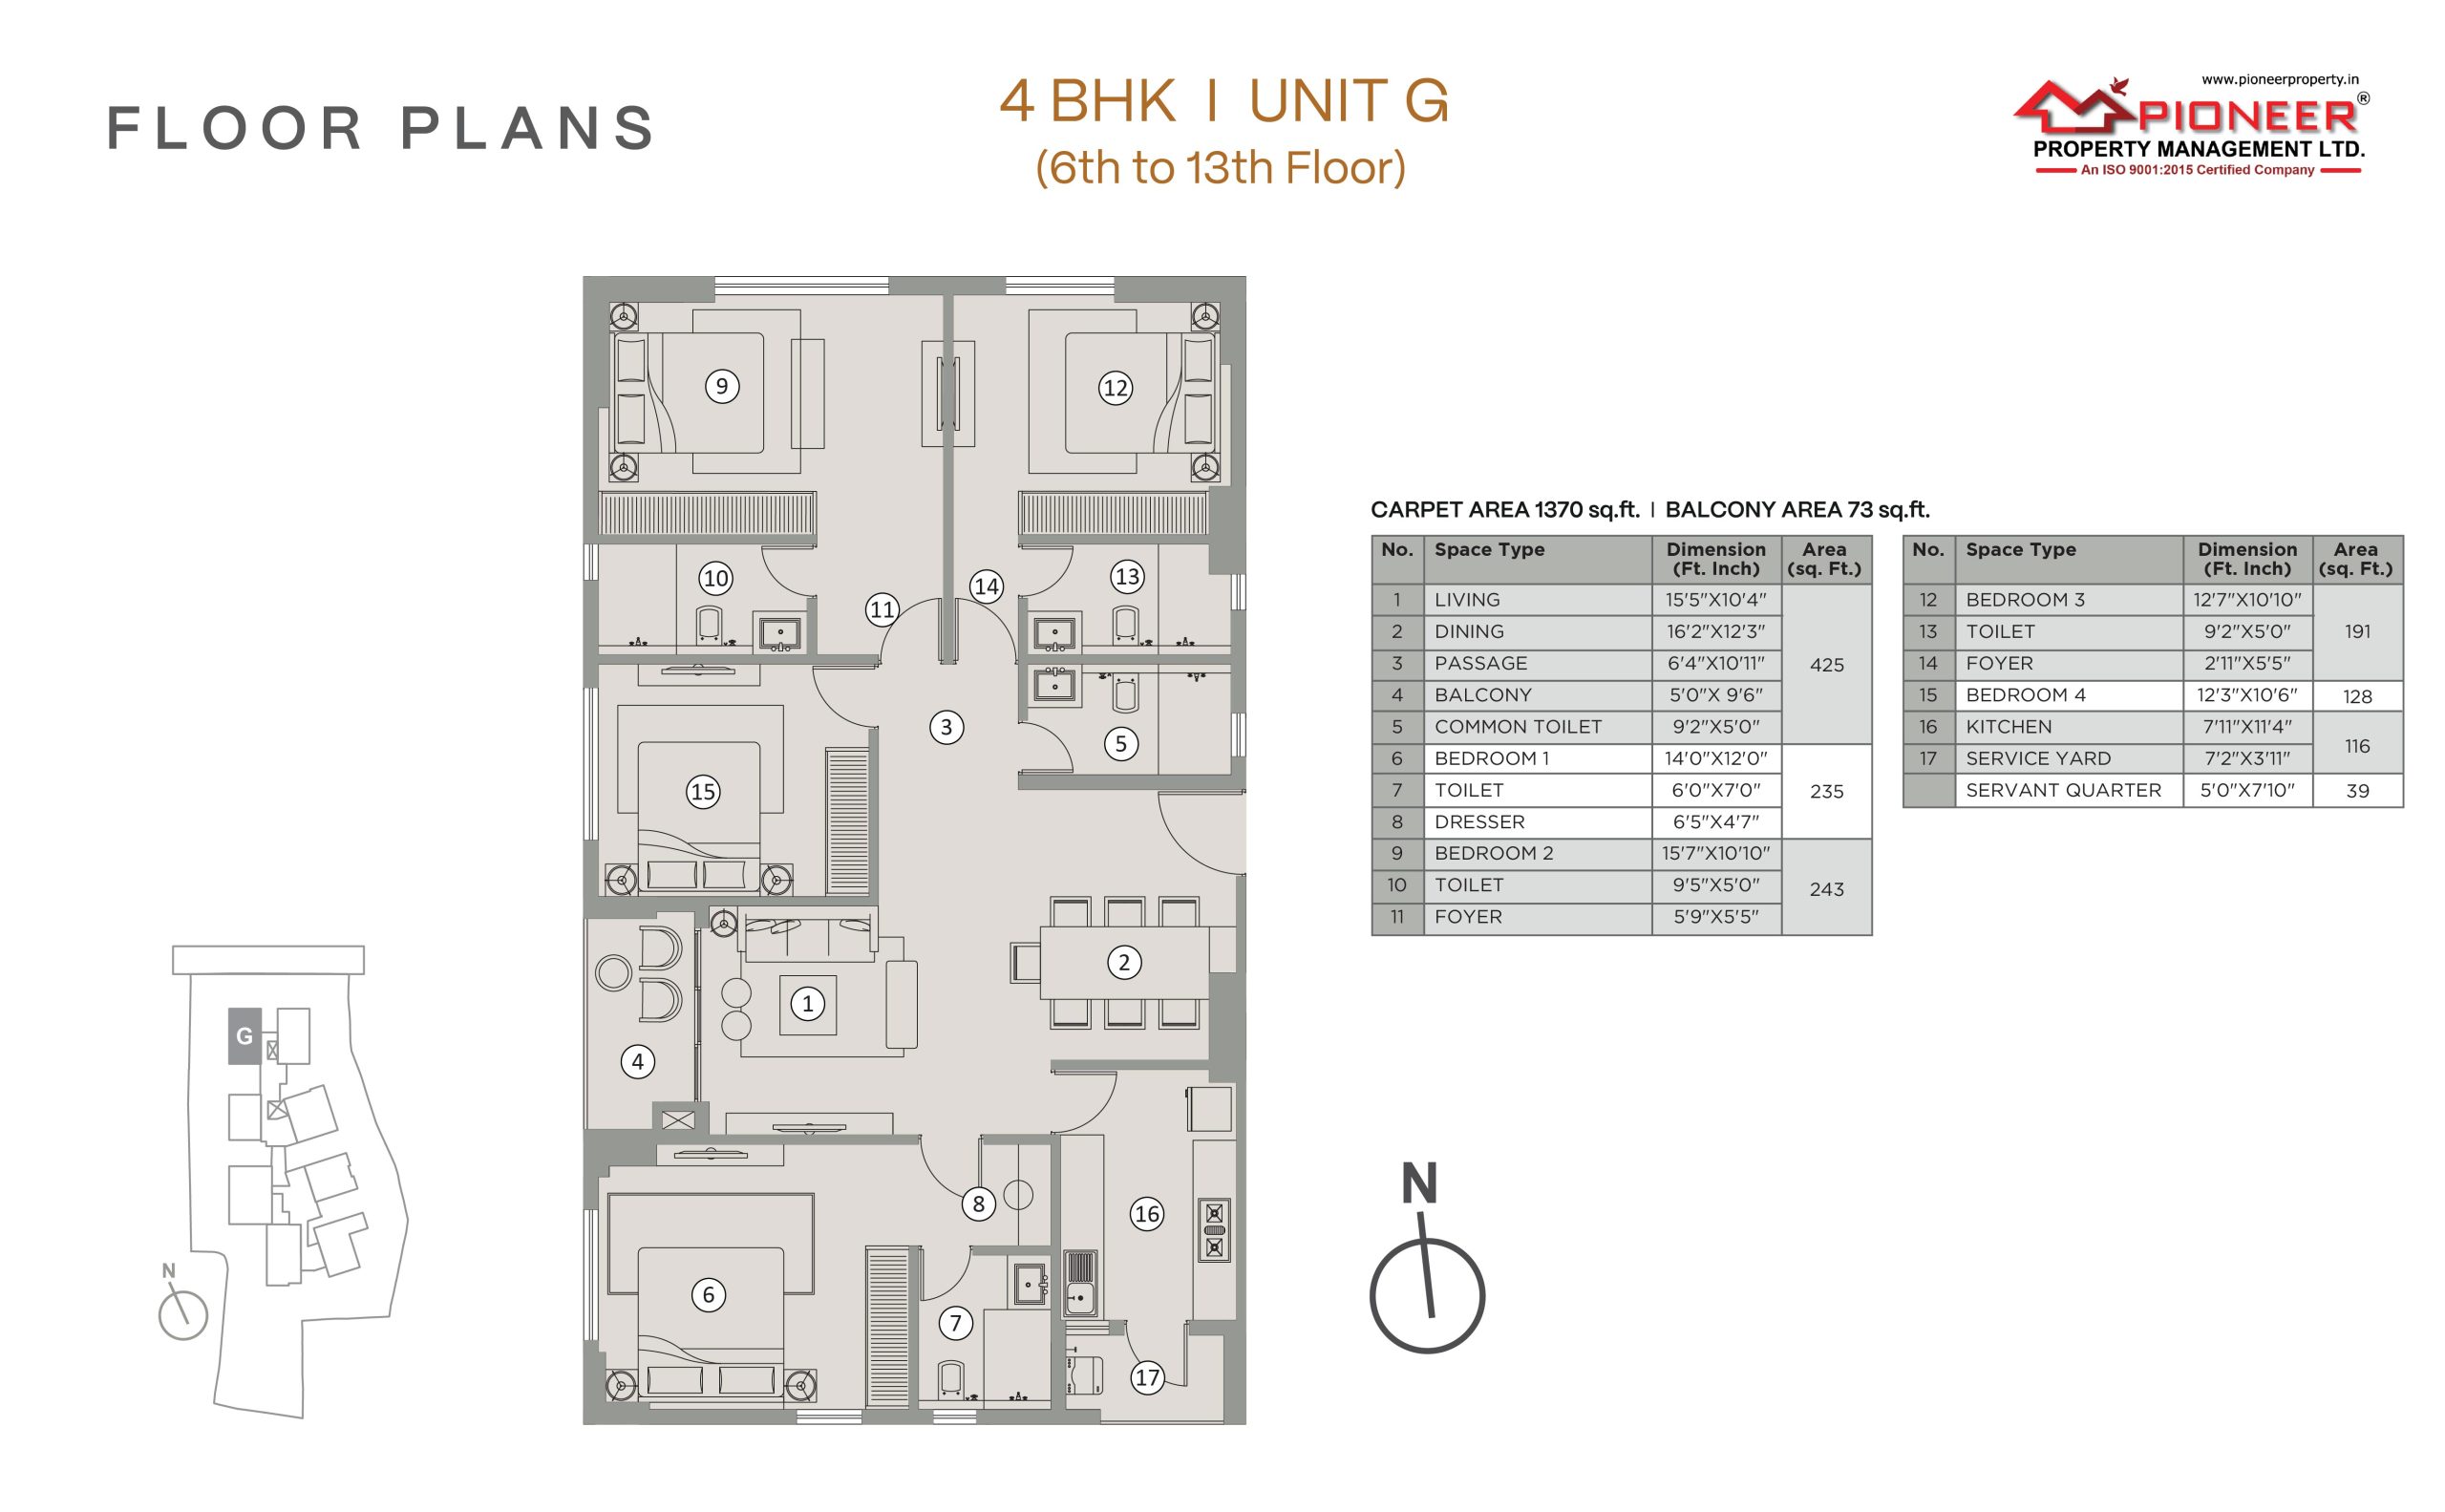 FLOOR PLANS
4 BHK | UNIT G
(6th to 13th Floor)
www.pioneerproperty.in
PIONEER®
PROPERTY MANAGEMENT LTD.
An ISO 9001:2015 Certified Company
9
12
10
11
14
13
3
5
15
2
1
4
8
16
6
7
17
CARPET AREA 1370 sq.ft. | BALCONY AREA 73 sq.ft.
No. Space Type Dimension (Ft. Inch) Area (sq. Ft.)
1 LIVING 15'5"X10'4"
2 DINING 16'2"X12'3"
3 PASSAGE 6'4"X10'11" 425
4 BALCONY 5'0"X 9'6"
5 COMMON TOILET 9'2"X5'0"
6 BEDROOM 1 14'0"X12'0"
7 TOILET 6'0"X7'0" 235
8 DRESSER 6'5"X4'7"
9 BEDROOM 2 15'7"X10'10"
10 TOILET 9'5"X5'0" 243
11 FOYER 5'9"X5'5"
No. Space Type Dimension (Ft. Inch) Area (sq. Ft.)
12 BEDROOM 3 12'7"X10'10"
13 TOILET 9'2"X5'0" 191
14 FOYER 2'11"X5'5"
15 BEDROOM 4 12'3"X10'6" 128
16 KITCHEN 7'11"X11'4" 116
17 SERVICE YARD 7'2"X3'11"
SERVANT QUARTER 5'0"X7'10" 39
G
N
N